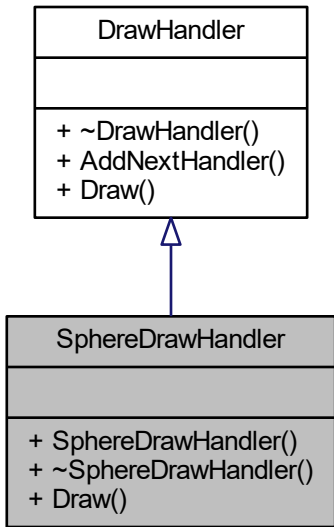 DrawHandler
+ ~DrawHandler()
+ AddNextHandler()
+ Draw()
SphereDrawHandler
+ SphereDrawHandler()
+ ~SphereDrawHandler()
+ Draw()